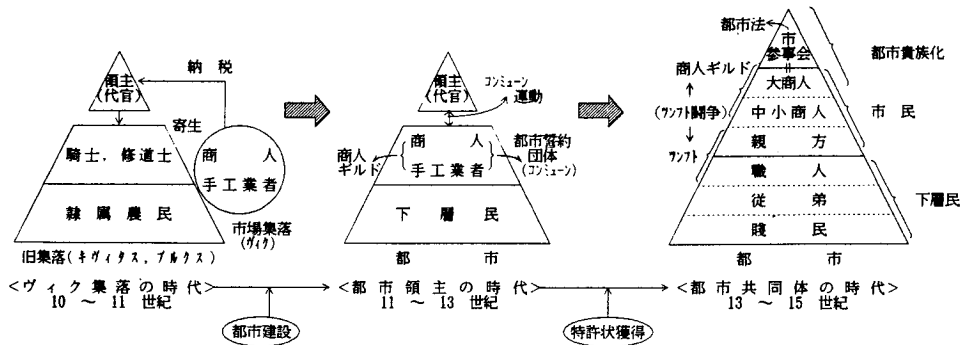 納税
領主
(代官)
寄生
騎士, 修道士
商人
手工業者
隷属農民
市場集落
(ヴィク)
旧集落(キヴィタス, ブルクス)
<ヴィク集落の時代>
10 ~ 11 世紀
都市建設
領主
(代官)
コミューン
運動
商人
ギルド
商人
手工業者
都市誓約
団体
(コミューン)
下層民
都市
<都市領主の時代>
11 ~ 13 世紀
特許状獲得
都市法
市
参事会
都市貴族化
商人ギルド
大商人
(ツンフト闘争)
中小商人
市民
ツンフト
親方
職人
従弟
下層民
賤民
都市
<都市共同体の時代>
13 ~ 15 世紀